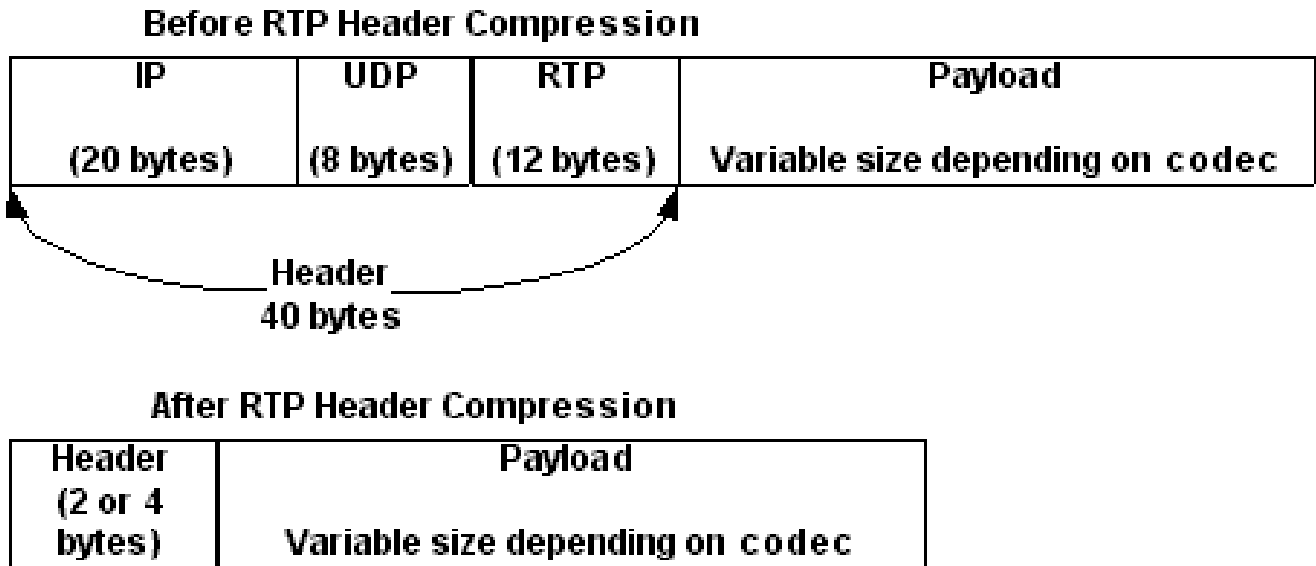 Before RTP Header Compression
IP UDP RTP Payload
(20 bytes) (8 bytes) (12 bytes) Variable size depending on codec
Header
40 bytes
After RTP Header Compression
Header Payload
(2 or 4
bytes) Variable size depending on codec